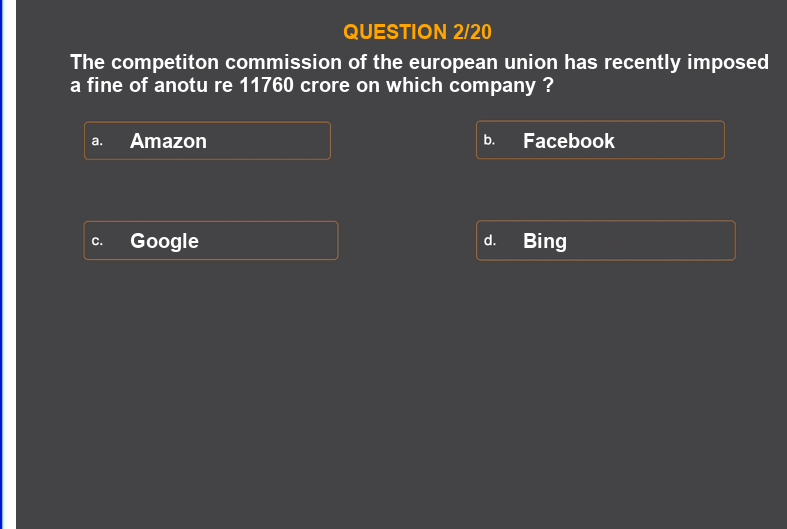 QUESTION 2/20
The competiton commission of the european union has recently imposed
a fine of anotu re 11760 crore on which company ?
a. Amazon
b. Facebook
c. Google
d. Bing